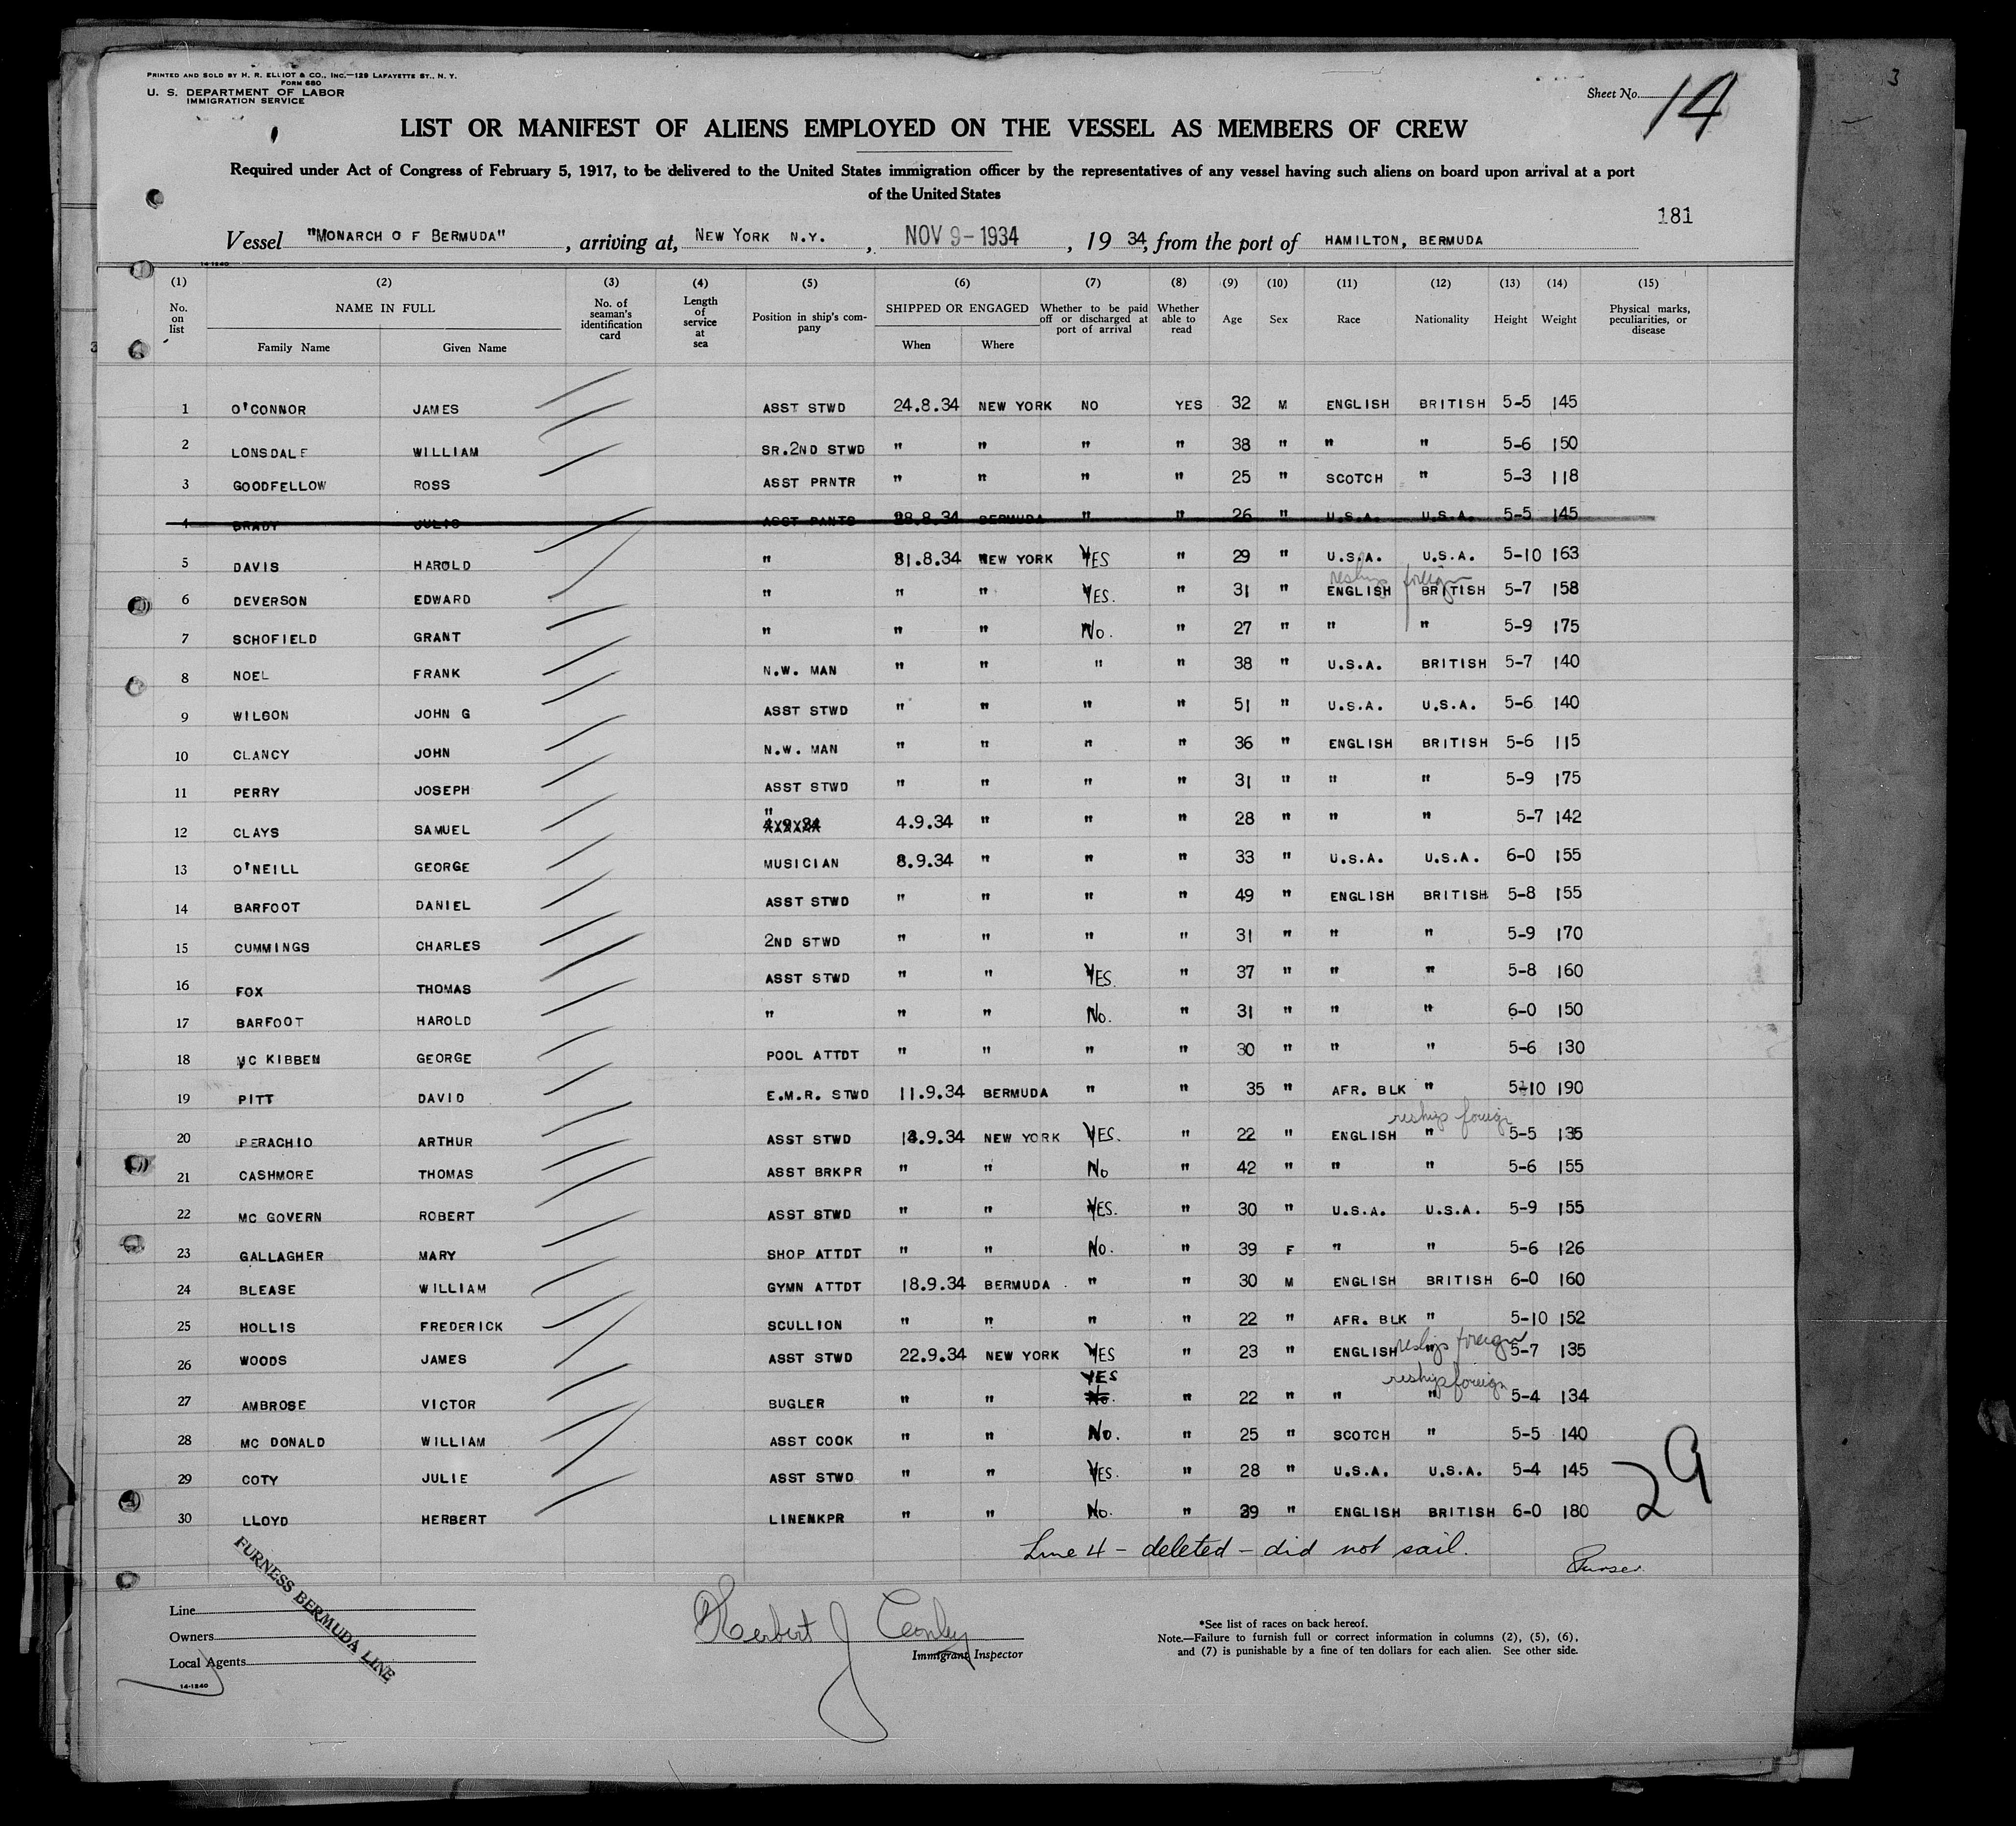 PRINTED AND SOLD BY H. R. ELLIOT & CO., INC.—129 LAFAYETTE ST., N. Y.
FORM 680
U. S. DEPARTMENT OF LABOR
IMMIGRATION SERVICE
Sheet No. 14
LIST OR MANIFEST OF ALIENS EMPLOYED ON THE VESSEL AS MEMBERS OF CREW
Required under Act of Congress of February 5, 1917, to be delivered to the United States immigration officer by the representatives of any vessel having such aliens on board upon arrival at a port
of the United States
181
Vessel "MONARCH O F BERMUDA", arriving at, NEW YORK N.Y., NOV 9-1934, 19 34, from the port of HAMILTON, BERMUDA
14-1240
(1) (2) (3) (4) (5) (6) (7) (8) (9) (10) (11) (12) (13) (14) (15)
No. on list NAME IN FULL Family Name Given Name No. of seaman's identification card Length of service at sea Position in ship's company SHIPPED OR ENGAGED When Where Whether to be paid off or discharged at port of arrival Whether able to read Age Sex Race Nationality Height Weight Physical marks, peculiarities, or disease
1 O'CONNOR JAMES ASST STWD 24.8.34 NEW YORK NO YES 32 M ENGLISH BRITISH 5-5 145
2 LONSDALE WILLIAM SR.2ND STWD " " " " 38 " " " 5-6 150
3 GOODFELLOW ROSS ASST PRNTR " " " " 25 " SCOTCH " 5-3 118
4 BRADY JULIO ASST PANTS 28.8.34 BERMUDA " " 26 " U.S.A. U.S.A. 5-5 145
5 DAVIS HAROLD " 31.8.34 NEW YORK YES " 29 " U.S.A. U.S.A. 5-10 163
reships foreign
6 DEVERSON EDWARD " " " YES. " 31 " ENGLISH BRITISH 5-7 158
7 SCHOFIELD GRANT " " " No. " 27 " " " 5-9 175
8 NOEL FRANK N.W. MAN " " " " 38 " U.S.A. BRITISH 5-7 140
9 WILSON JOHN G ASST STWD " " " " 51 " U.S.A. U.S.A. 5-6 140
10 CLANCY JOHN N.W. MAN " " " " 36 " ENGLISH BRITISH 5-6 115
11 PERRY JOSEPH ASST STWD " " " " 31 " " " 5-9 175
12 CLAYS SAMUEL " 4.9.34 " " " 28 " " " 5-7 142
13 O'NEILL GEORGE MUSICIAN 8.9.34 " " " 33 " U.S.A. U.S.A. 6-0 155
14 BARFOOT DANIEL ASST STWD " " " " 49 " ENGLISH BRITISH 5-8 155
15 CUMMINGS CHARLES 2ND STWD " " " " 31 " " " 5-9 170
16 FOX THOMAS ASST STWD " " YES. " 37 " " " 5-8 160
17 BARFOOT HAROLD " " " No. " 31 " " " 6-0 150
18 MC KIBBEN GEORGE POOL ATTDT " " " " 30 " " " 5-6 130
19 PITT DAVID E.M.R. STWD 11.9.34 BERMUDA " " 35 " AFR. BLK " 5-10 190
reships foreign
20 PERACHIO ARTHUR ASST STWD 13.9.34 NEW YORK YES. " 22 " ENGLISH " 5-5 135
21 CASHMORE THOMAS ASST BRKPR " " No " 42 " " " 5-6 155
22 MC GOVERN ROBERT ASST STWD " " YES. " 30 " U.S.A. U.S.A. 5-9 155
23 GALLAGHER MARY SHOP ATTDT " " No. " 39 F " " 5-6 126
24 BLEASE WILLIAM GYMN ATTDT 18.9.34 BERMUDA " " 30 M ENGLISH BRITISH 6-0 160
25 HOLLIS FREDERICK SCULLION " " " " 22 " AFR. BLK " 5-10 152
26 WOODS JAMES ASST STWD 22.9.34 NEW YORK YES " 23 " ENGLISH reships foreign 5-7 135
YES reships foreign
27 AMBROSE VICTOR BUGLER " " No. " 22 " " " 5-4 134
28 MC DONALD WILLIAM ASST COOK " " No. " 25 " SCOTCH " 5-5 140
29 COTY JULIE ASST STWD " " YES. " 28 " U.S.A. U.S.A. 5-4 145
30 LLOYD HERBERT LINENKPR " " No. " 39 " ENGLISH BRITISH 6-0 180
29
Line 4 – deleted – did not sail.
Purser
FURNESS BERMUDA LINE
Line
Owners
Local Agents
14-1240
Herbert J Conley
Immigrant Inspector
*See list of races on back hereof.
Note.—Failure to furnish full or correct information in columns (2), (5), (6),
and (7) is punishable by a fine of ten dollars for each alien. See other side.
3